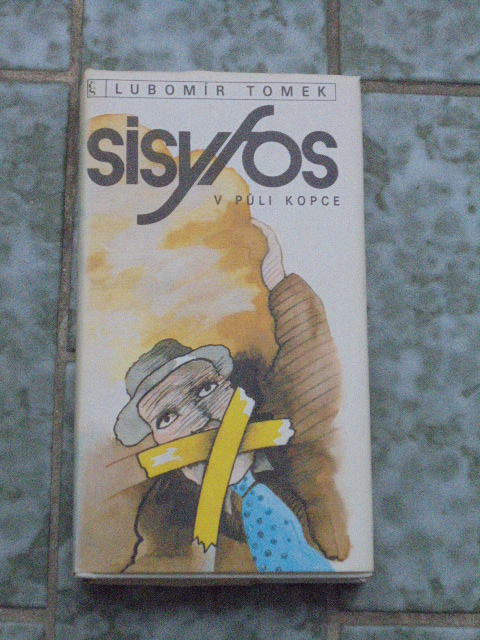 LUBOMÍR TOMEK
sisyfos
V PŮLI KOPCE